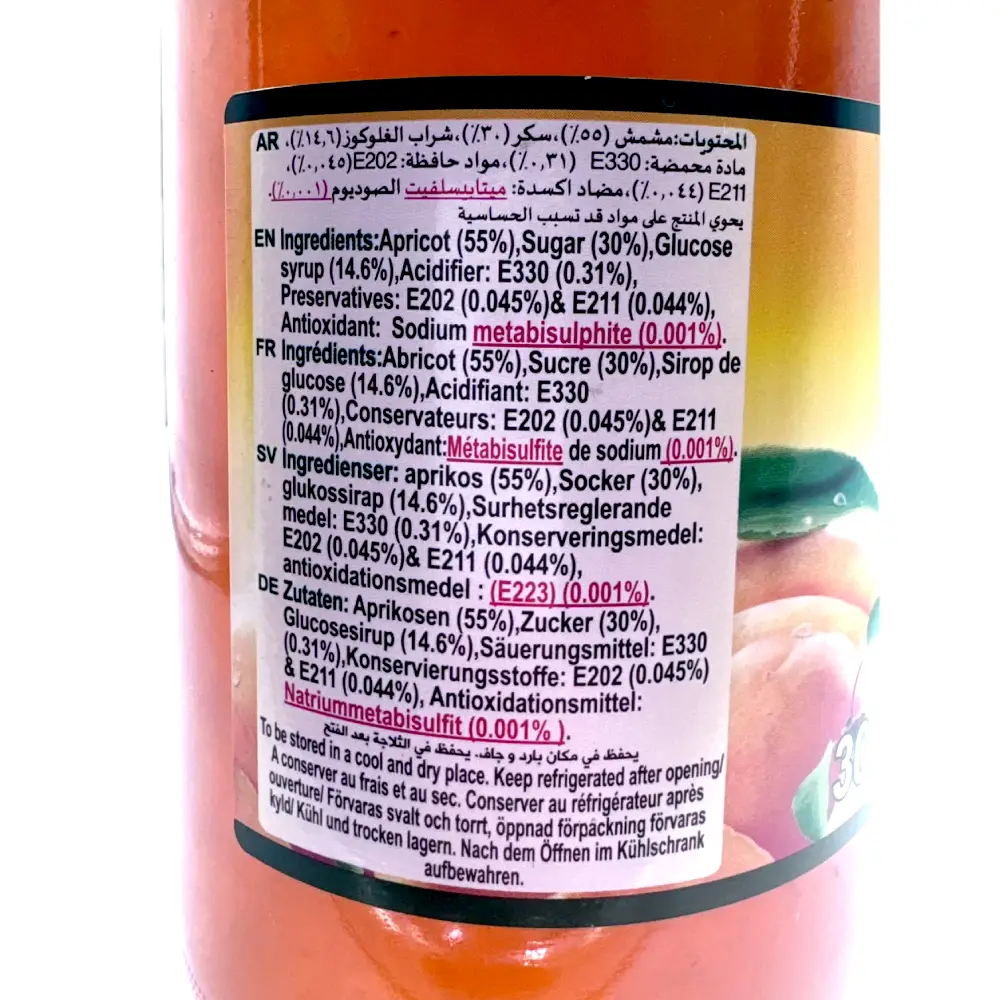 AR المحتويات:مشمش (٥٥٪)،سكر (٣٠٪)،شراب الغلوكوز(١٤,٦٪)،
مادة محمضة: E330 (٠,٣١٪)،مواد حافظة: E202(٠,٠٤٥٪)،
E211 (٠,٠٤٤٪)،مضاد اكسدة: ميتابيسلفيت الصوديوم (٠,٠٠١٪).
يحوي المنتج على مواد قد تسبب الحساسية
EN Ingredients:Apricot (55%),Sugar (30%),Glucose
syrup (14.6%),Acidifier: E330 (0.31%),
Preservatives: E202 (0.045%)& E211 (0.044%),
Antioxidant: Sodium metabisulphite (0.001%).
FR Ingrédients:Abricot (55%),Sucre (30%),Sirop de
glucose (14.6%),Acidifiant: E330
(0.31%),Conservateurs: E202 (0.045%)& E211
(0.044%),Antioxydant:Métabisulfite de sodium (0.001%).
SV Ingredienser: aprikos (55%),Socker (30%),
glukossirap (14.6%),Surhetsreglerande
medel: E330 (0.31%),Konserveringsmedel:
E202 (0.045%)& E211 (0.044%),
antioxidationsmedel : (E223) (0.001%).
DE Zutaten: Aprikosen (55%),Zucker (30%),
Glucosesirup (14.6%),Säuerungsmittel: E330
(0.31%),Konservierungsstoffe: E202 (0.045%)
& E211 (0.044%), Antioxidationsmittel:
Natriummetabisulfit (0.001% ).
يحفظ في مكان بارد و جاف. يحفظ في الثلاجة بعد الفتح
To be stored in a cool and dry place. Keep refrigerated after opening/
A conserver au frais et au sec. Conserver au réfrigérateur après
ouverture/ Förvaras svalt och torrt, öppnad förpackning förvaras
kyld/ Kühl und trocken lagern. Nach dem Öffnen im Kühlschrank
aufbewahren.